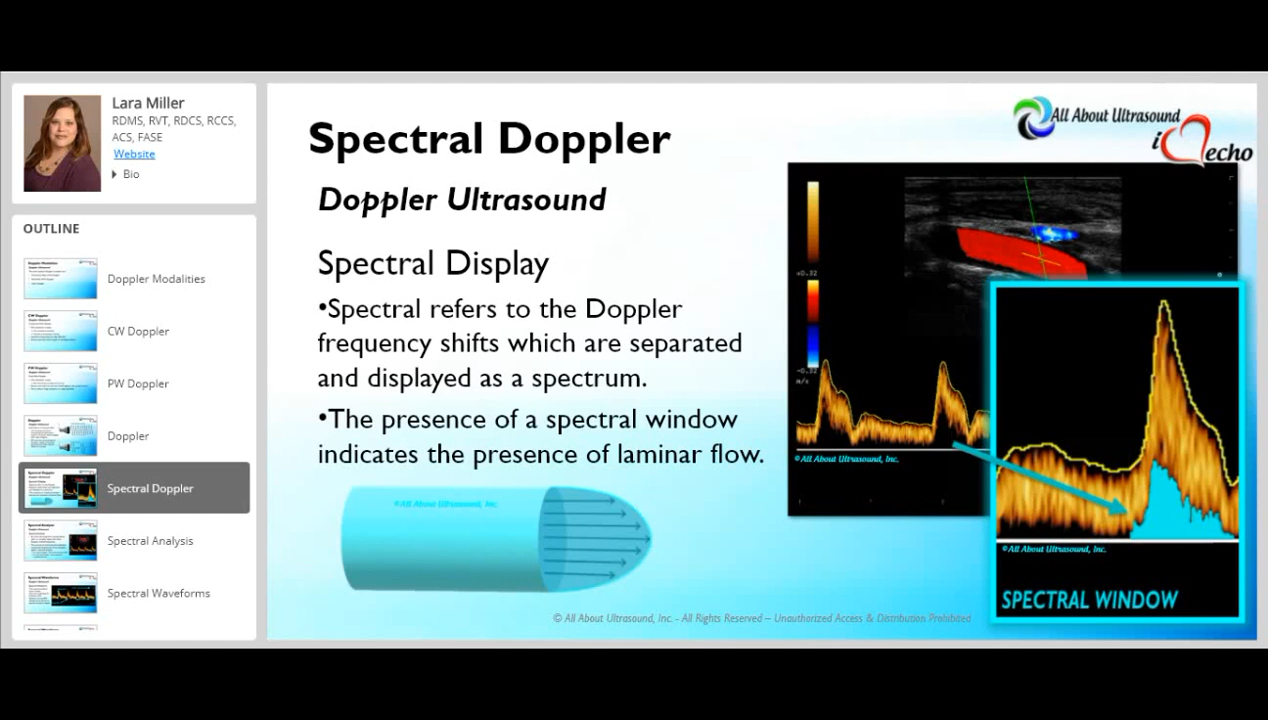 Lara Miller
RDMS, RVT, RDCS, RCCS,
ACS, FASE
Website
Bio
OUTLINE
Doppler Modalities
CW Doppler
PW Doppler
Doppler
Spectral Doppler
Spectral Analysis
Spectral Waveforms
All About Ultrasound
i echo
Spectral Doppler
Doppler Ultrasound
Spectral Display
•Spectral refers to the Doppler
frequency shifts which are separated
and displayed as a spectrum.
•The presence of a spectral window
indicates the presence of laminar flow.
©All About Ultrasound, Inc.
+0.32
-0.32
m/s
©All About Ultrasound, Inc.
©All About Ultrasound, Inc.
SPECTRAL WINDOW
© All About Ultrasound, Inc. - All Rights Reserved – Unauthorized Access & Distribution Prohibited